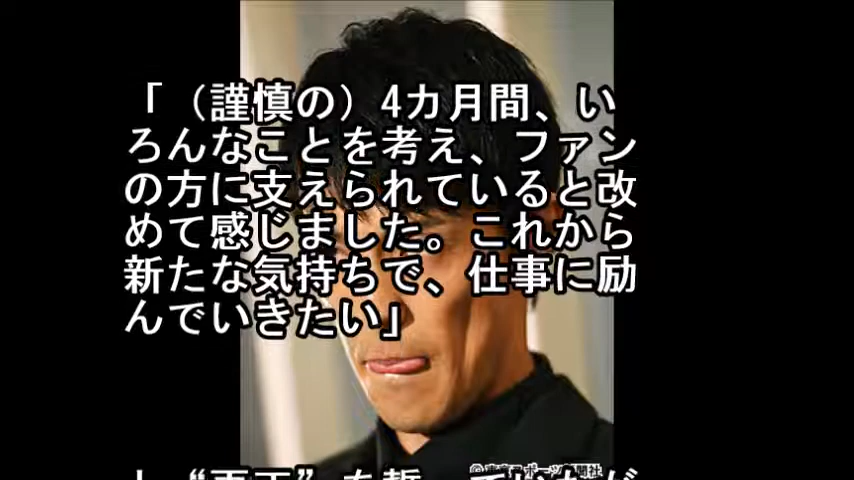 「（謹慎の）4カ月間、い
ろんなことを考え、ファン
の方に支えられていると改
めて感じました。これから
新たな気持ちで、仕事に励
んでいきたい」